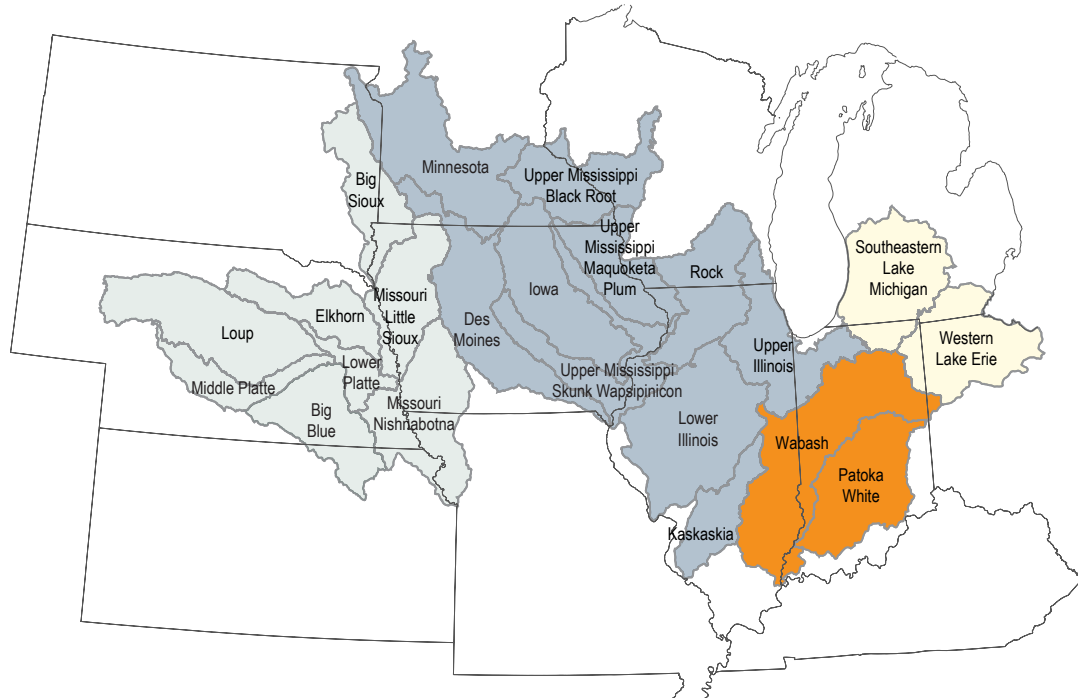 Minnesota
Big
Sioux
Upper Mississippi
Black Root
Upper
Mississippi
Maquoketa
Plum
Rock
Southeastern
Lake
Michigan
Iowa
Missouri
Little
Sioux
Elkhorn
Loup
Des
Moines
Upper
Illinois
Western
Lake Erie
Lower
Platte
Middle Platte
Upper Mississippi
Skunk Wapsipinicon
Missouri
Nishnabotna
Big
Blue
Lower
Illinois
Wabash
Patoka
White
Kaskaskia